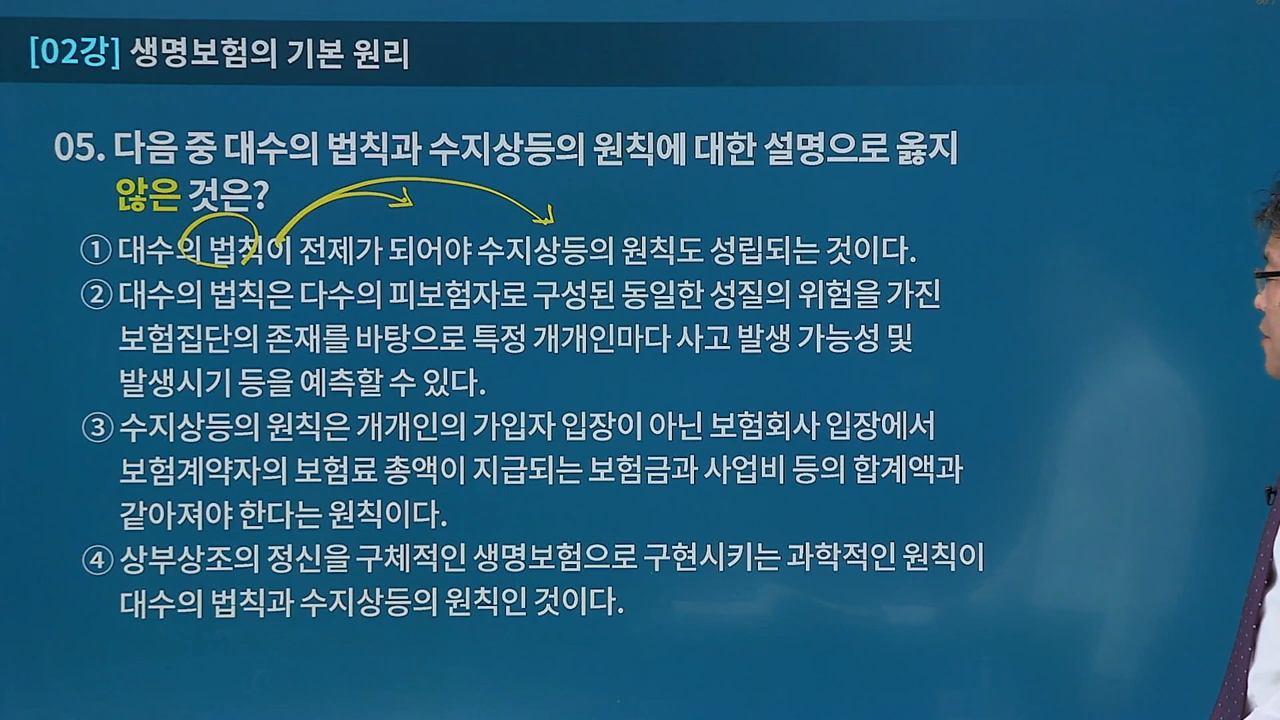 [02강] 생명보험의 기본 원리
05. 다음 중 대수의 법칙과 수지상등의 원칙에 대한 설명으로 옳지
않은 것은?
① 대수의 법칙이 전제가 되어야 수지상등의 원칙도 성립되는 것이다.
② 대수의 법칙은 다수의 피보험자로 구성된 동일한 성질의 위험을 가진
보험집단의 존재를 바탕으로 특정 개개인마다 사고 발생 가능성 및
발생시기 등을 예측할 수 있다.
③ 수지상등의 원칙은 개개인의 가입자 입장이 아닌 보험회사 입장에서
보험계약자의 보험료 총액이 지급되는 보험금과 사업비 등의 합계액과
같아져야 한다는 원칙이다.
④ 상부상조의 정신을 구체적인 생명보험으로 구현시키는 과학적인 원칙이
대수의 법칙과 수지상등의 원칙인 것이다.